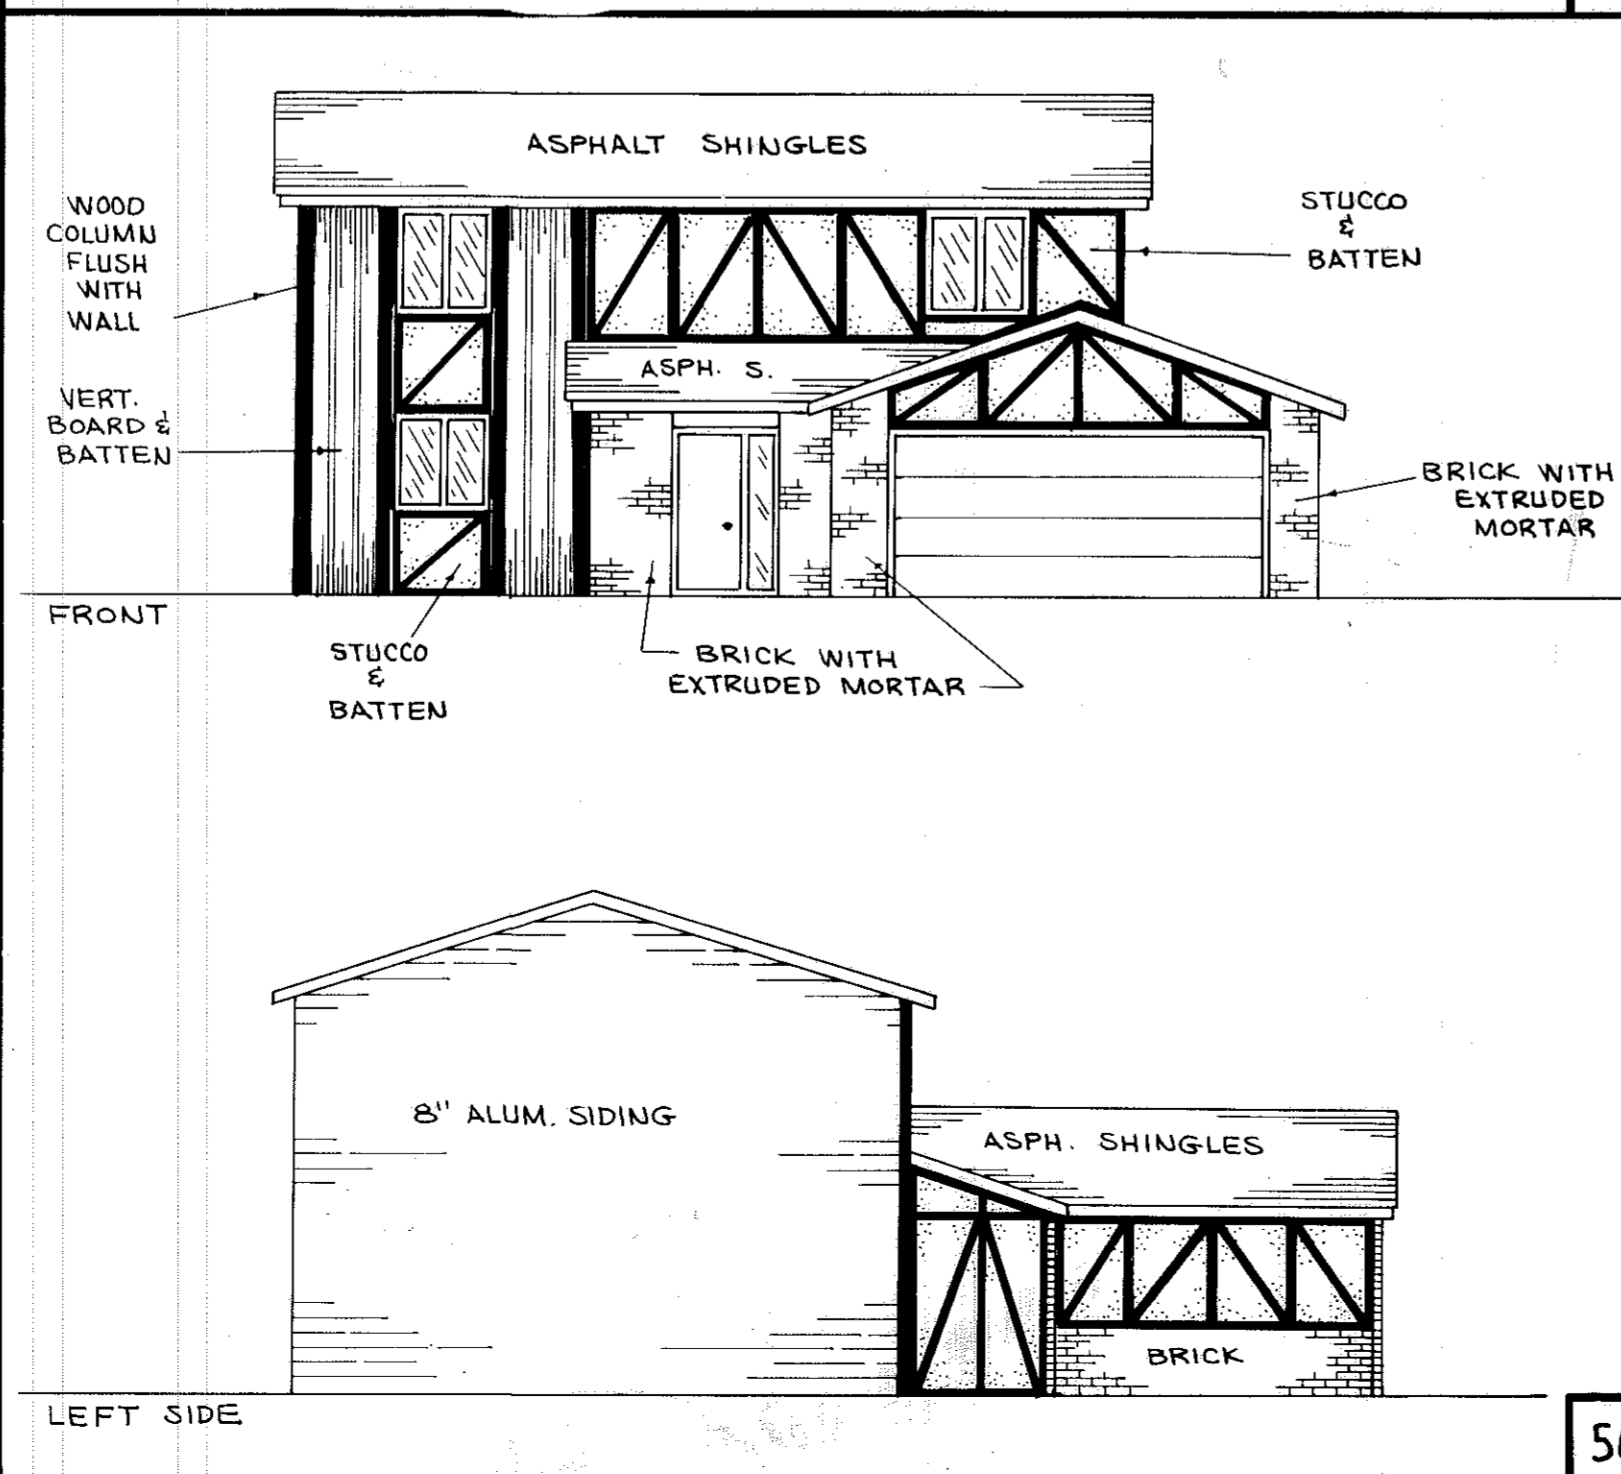 ASPHALT SHINGLES
WOOD
COLUMN
FLUSH
WITH
WALL
STUCCO
&
BATTEN
ASPH. S.
VERT.
BOARD &
BATTEN
BRICK WITH
EXTRUDED
MORTAR
FRONT
STUCCO
&
BATTEN
BRICK WITH
EXTRUDED MORTAR
8" ALUM. SIDING
ASPH. SHINGLES
BRICK
LEFT SIDE